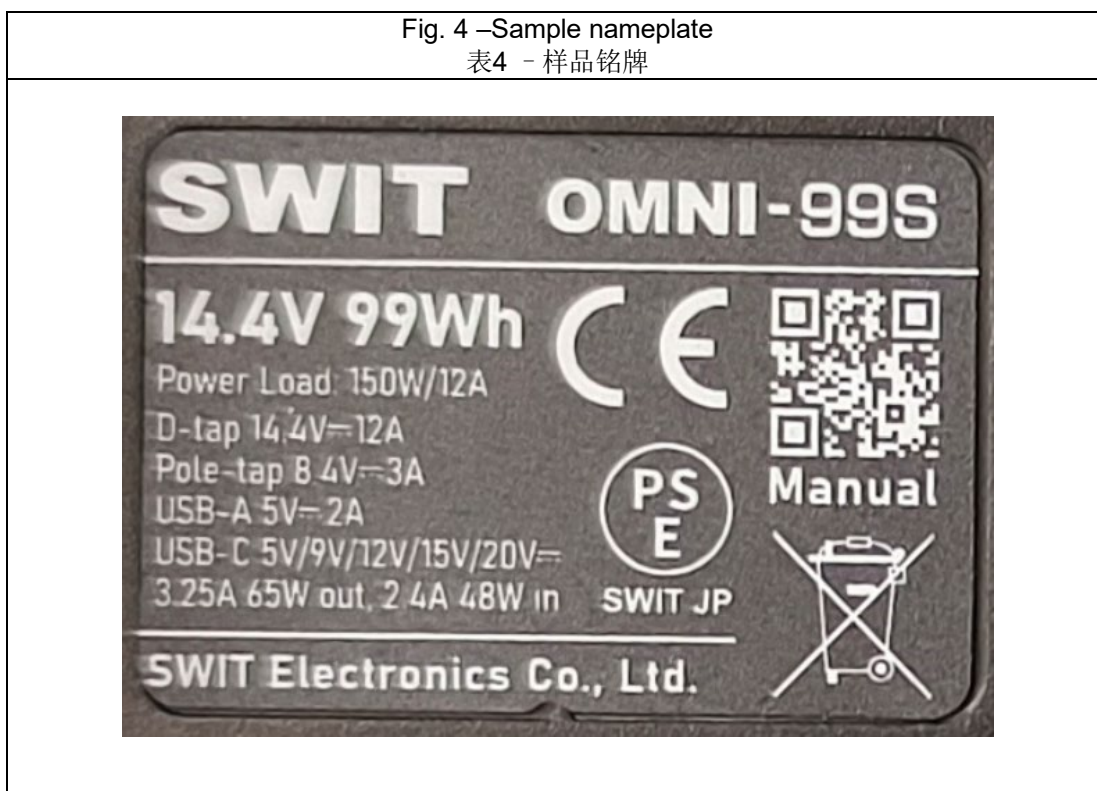 Fig. 4 –Sample nameplate
表4 – 样品铭牌
SWIT OMNI-99S
14.4V 99Wh
Power Load: 150W/12A
D-tap 14.4V⎓12A
Pole-tap 8.4V⎓3A
USB-A 5V⎓2A
USB-C 5V/9V/12V/15V/20V⎓
3.25A 65W out, 2.4A 48W in
CE
Manual
PS
E
SWIT JP
SWIT Electronics Co., Ltd.